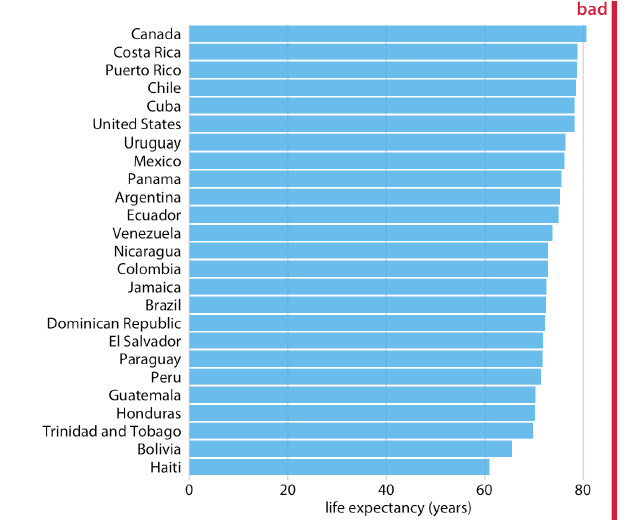 bad
Canada
Costa Rica
Puerto Rico
Chile
Cuba
United States
Uruguay
Mexico
Panama
Argentina
Ecuador
Venezuela
Nicaragua
Colombia
Jamaica
Brazil
Dominican Republic
El Salvador
Paraguay
Peru
Guatemala
Honduras
Trinidad and Tobago
Bolivia
Haiti
0 20 40 60 80
life expectancy (years)